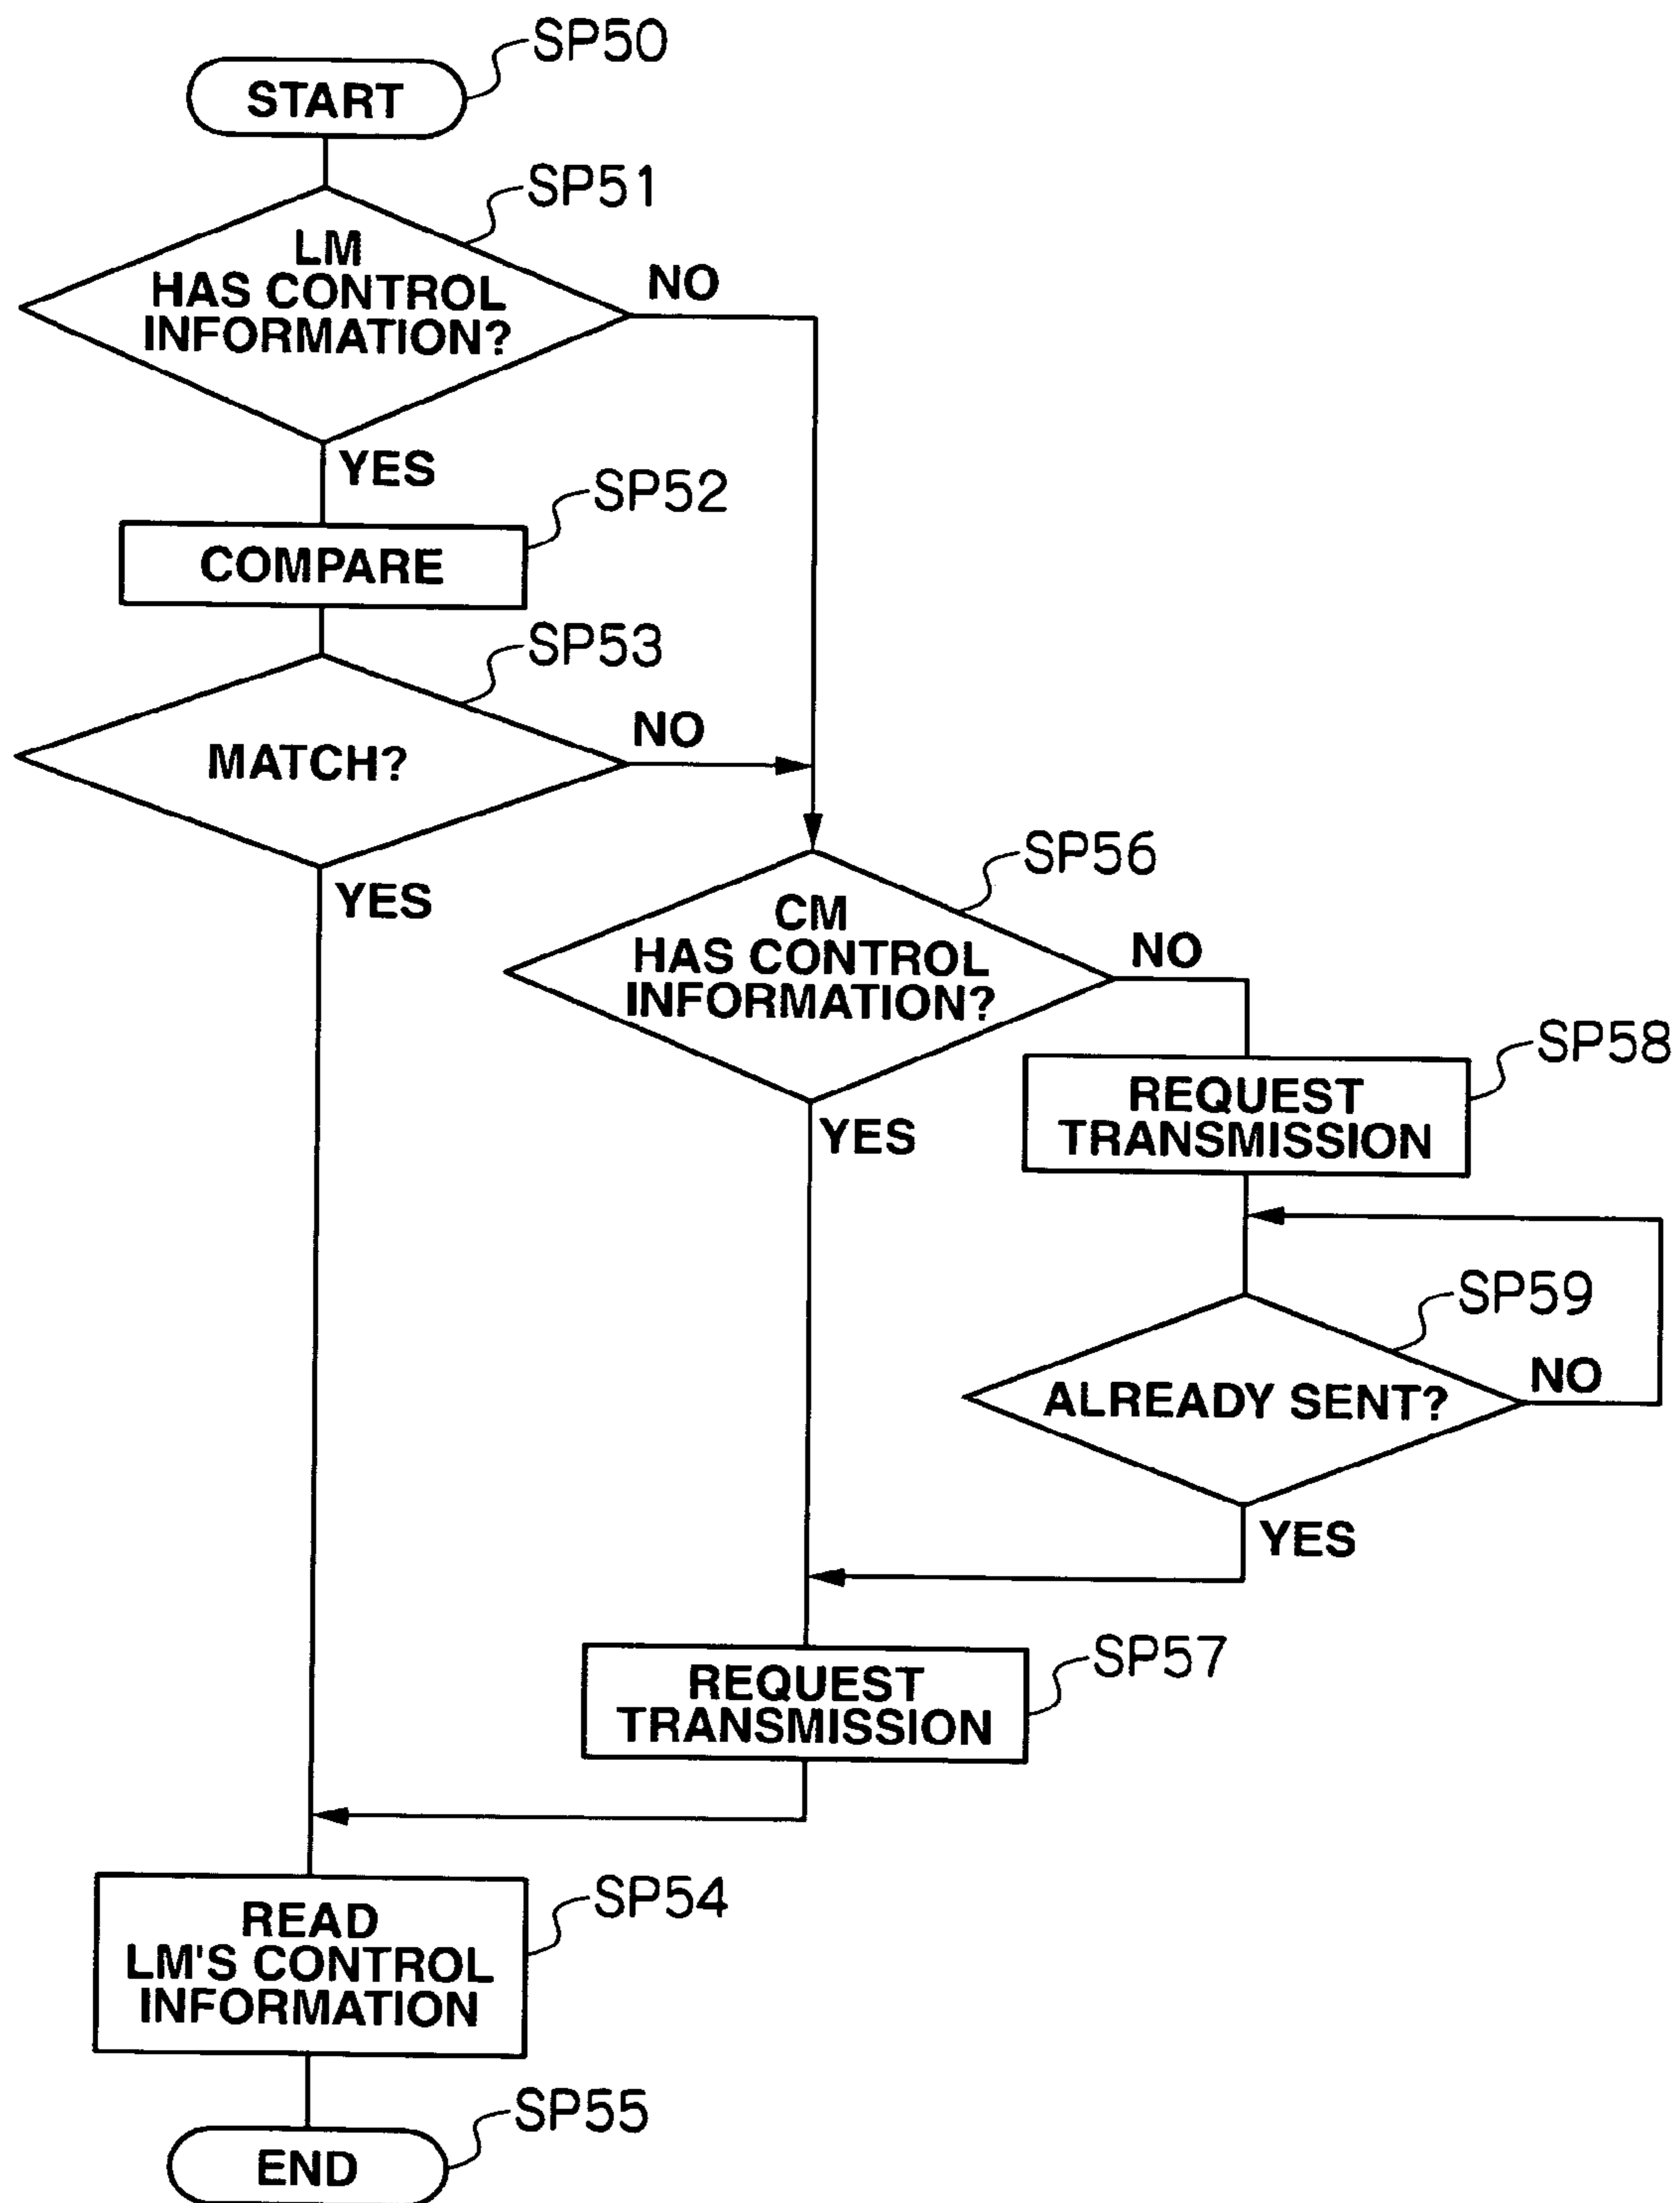 SP50
START
SP51
LM
HAS CONTROL
INFORMATION?
NO
YES
SP52
COMPARE
SP53
MATCH?
NO
YES
SP56
CM
HAS CONTROL
INFORMATION?
NO
YES
SP58
REQUEST
TRANSMISSION
SP59
ALREADY SENT?
NO
YES
SP57
REQUEST
TRANSMISSION
SP54
READ
LM'S CONTROL
INFORMATION
SP55
END